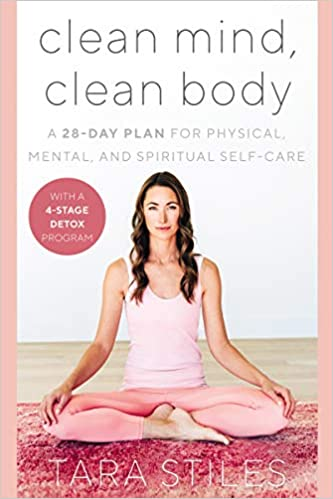 clean mind,
clean body
A 28-DAY PLAN FOR PHYSICAL,
MENTAL, AND SPIRITUAL SELF-CARE
WITH A
4-STAGE
DETOX
PROGRAM
TARA STILES